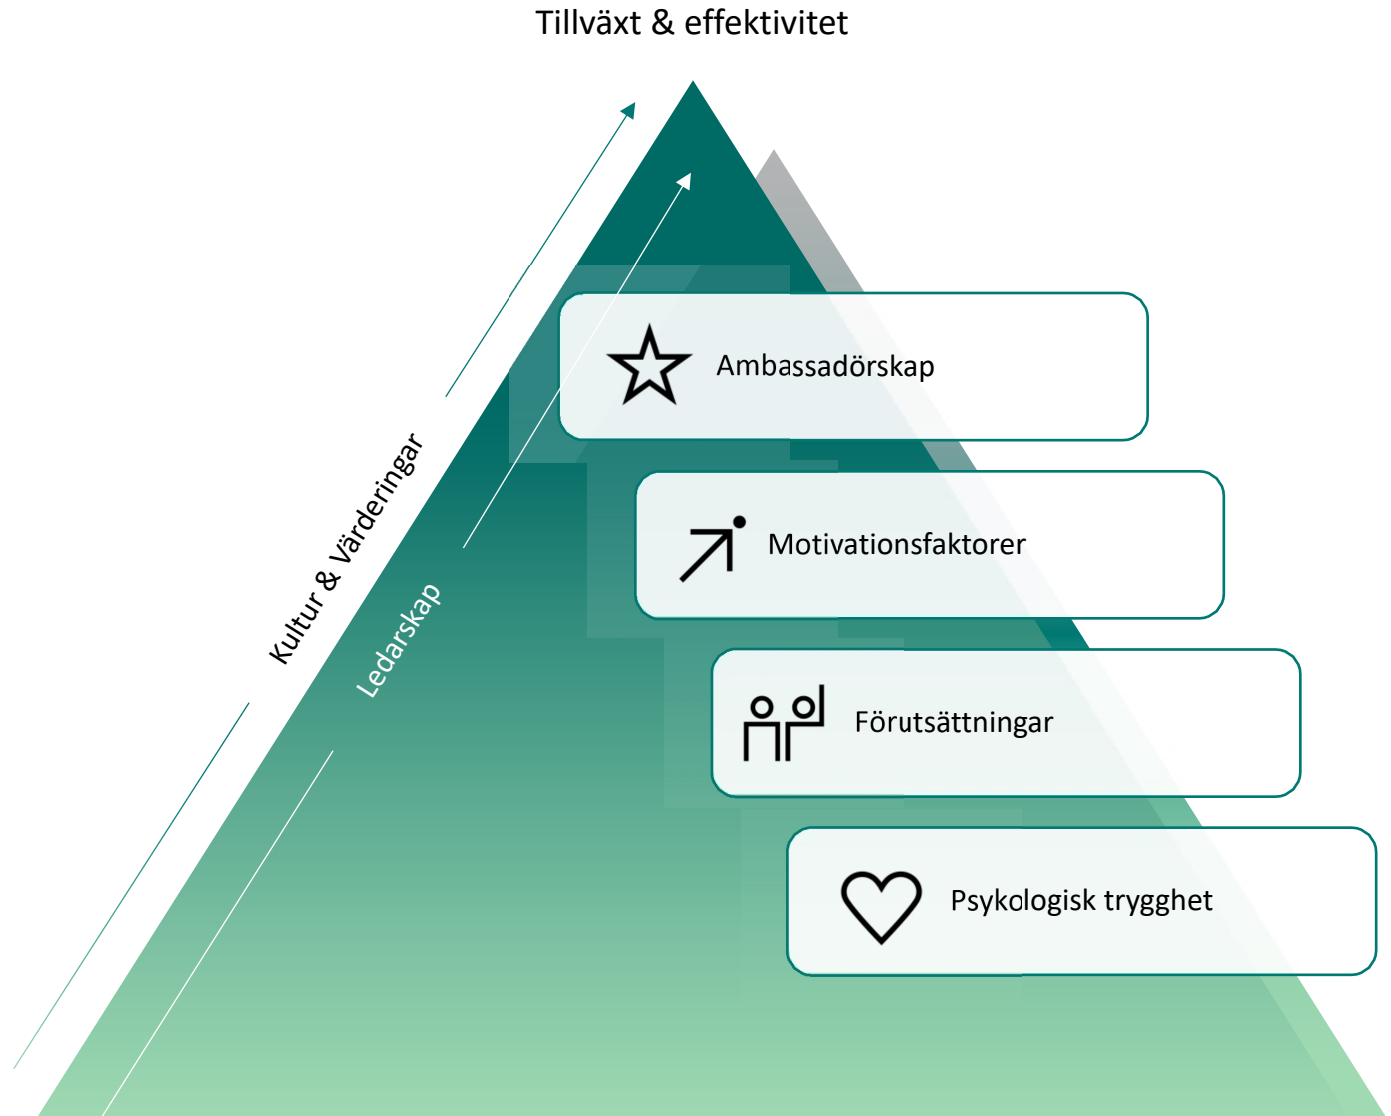 Tillväxt & effektivitet
Ambassadörskap
Motivationsfaktorer
Kultur & Värderingar
Ledarskap
Förutsättningar
Psykologisk trygghet